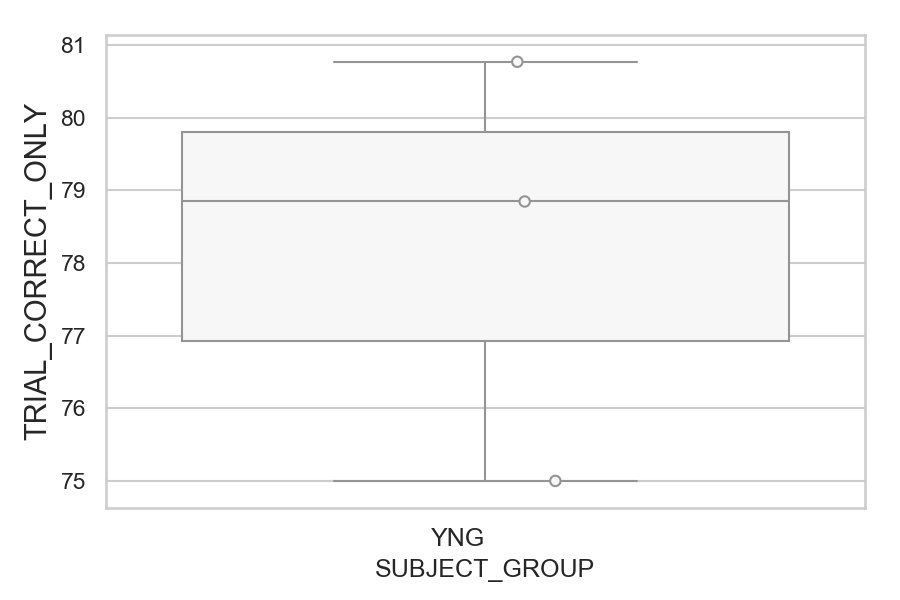 TRIAL_CORRECT_ONLY
81
80
79
78
77
76
75
YNG
SUBJECT_GROUP